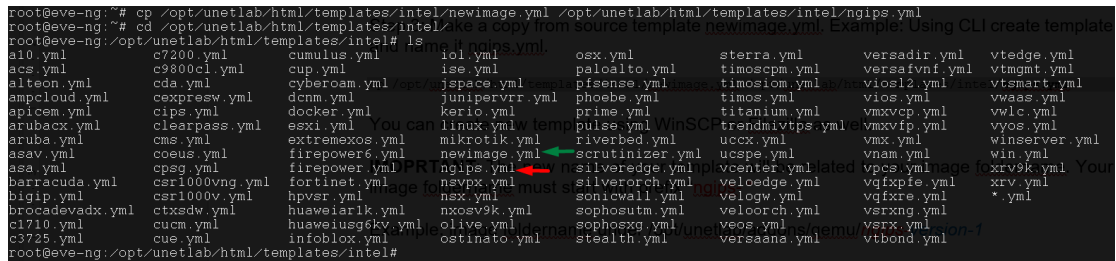 root@eve-ng:~# cp /opt/unetlab/html/templates/intel/newimage.yml /opt/unetlab/html/templates/intel/ngips.yml
root@eve-ng:~# cd /opt/unetlab/html/templates/intel/
root@eve-ng:/opt/unetlab/html/templates/intel# ls
a10.yml c7200.yml cumulus.yml iol.yml osx.yml sterra.yml versadir.yml vtedge.yml
acs.yml c9800cl.yml cup.yml ise.yml paloalto.yml timoscpm.yml versafvnf.yml vtmgmt.yml
alteon.yml cda.yml cyberoam.yml jspace.yml pfsense.yml timosiom.yml viosl2.yml vtsmart.yml
ampcloud.yml cexpresw.yml dcnm.yml junipervrr.yml phoebe.yml timos.yml vios.yml vwaas.yml
apicem.yml cips.yml docker.yml kerio.yml prime.yml titanium.yml vmxvcp.yml vwlc.yml
arubacx.yml clearpass.yml esxi.yml linux.yml pulse.yml trendmivtps.yml vmxvfp.yml vyos.yml
aruba.yml cms.yml extremexos.yml mikrotik.yml riverbed.yml uccx.yml vmx.yml winserver.yml
asav.yml coeus.yml firepower6.yml newimage.yml scrutinizer.yml ucspe.yml vnam.yml win.yml
asa.yml cpsg.yml firepower.yml ngips.yml silveredge.yml vcenter.yml vpcs.yml xrv9k.yml
barracuda.yml csr1000vng.yml fortinet.yml nsvpx.yml silverorch.yml veloedge.yml vqfxpfe.yml xrv.yml
bigip.yml csr1000v.yml hpvsr.yml nsx.yml sonicwall.yml velogw.yml vqfxre.yml *.yml
brocadevadx.yml ctxsdw.yml huaweiar1k.yml nxosv9k.yml sophosutm.yml veloorch.yml vsrxng.yml
c1710.yml cucm.yml huaweiusg6kv.yml olive.yml sophosxg.yml velos.yml vsrx.yml
c3725.yml cue.yml infoblox.yml ostinato.yml stealth.yml versaana.yml vtbond.yml
root@eve-ng:/opt/unetlab/html/templates/intel#